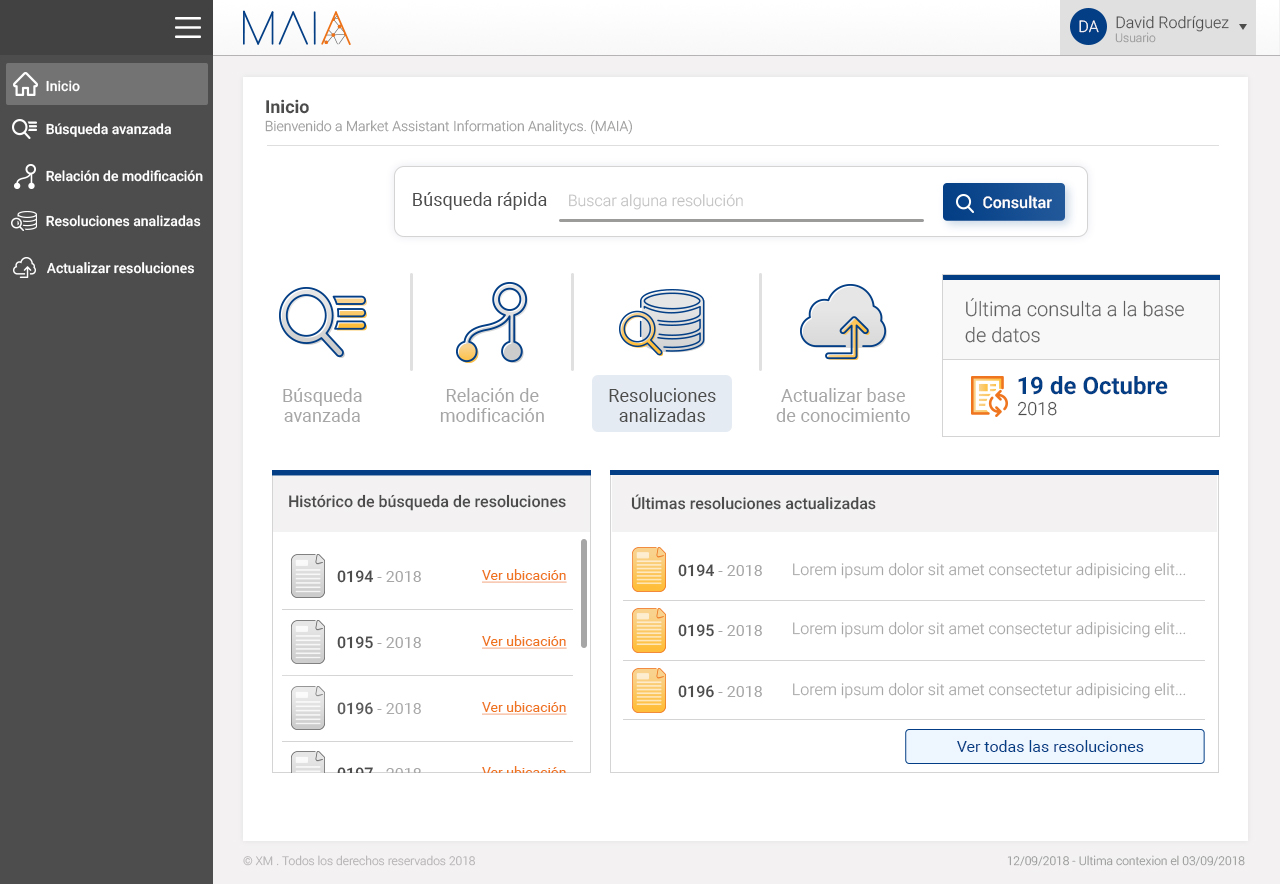 MAIA
DA
David Rodríguez
Usuario
Inicio
Búsqueda avanzada
Relación de modificación
Resoluciones analizadas
Actualizar resoluciones
Inicio
Bienvenido a Market Assistant Information Analitycs. (MAIA)
Búsqueda rápida
Buscar alguna resolución
Consultar
Búsqueda
avanzada
Relación de
modificación
Resoluciones
analizadas
Actualizar base
de conocimiento
Última consulta a la base
de datos
19 de Octubre
2018
Histórico de búsqueda de resoluciones
0194 - 2018 Ver ubicación
0195 - 2018 Ver ubicación
0196 - 2018 Ver ubicación
0197 - 2018 Ver ubicación
Últimas resoluciones actualizadas
0194 - 2018 Lorem ipsum dolor sit amet consectetur adipisicing elit...
0195 - 2018 Lorem ipsum dolor sit amet consectetur adipisicing elit...
0196 - 2018 Lorem ipsum dolor sit amet consectetur adipisicing elit...
Ver todas las resoluciones
© XM . Todos los derechos reservados 2018
12/09/2018 - Ultima contexion el 03/09/2018